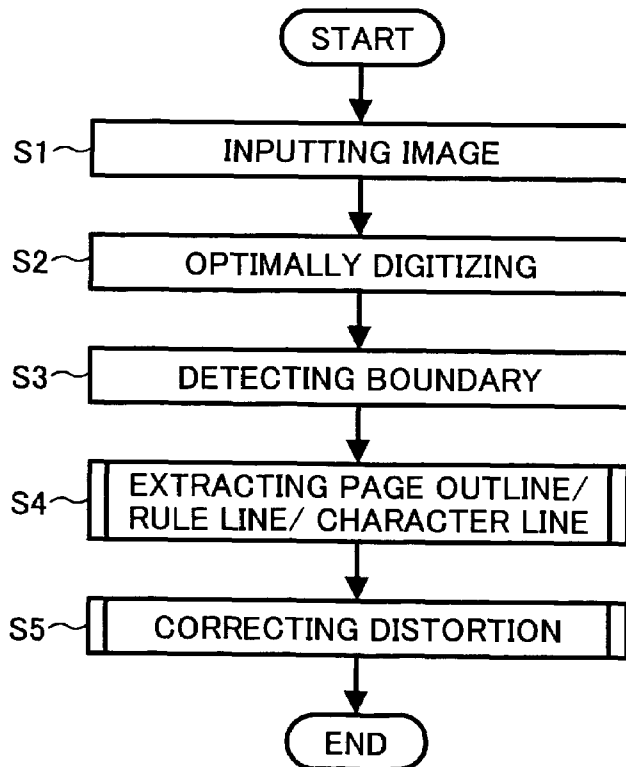 START
S1 INPUTTING IMAGE
S2 OPTIMALLY DIGITIZING
S3 DETECTING BOUNDARY
S4 EXTRACTING PAGE OUTLINE/
RULE LINE/ CHARACTER LINE
S5 CORRECTING DISTORTION
END